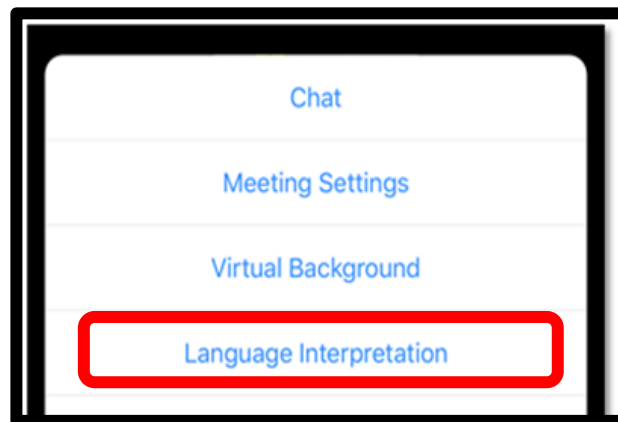 Chat
Meeting Settings
Virtual Background
Language Interpretation